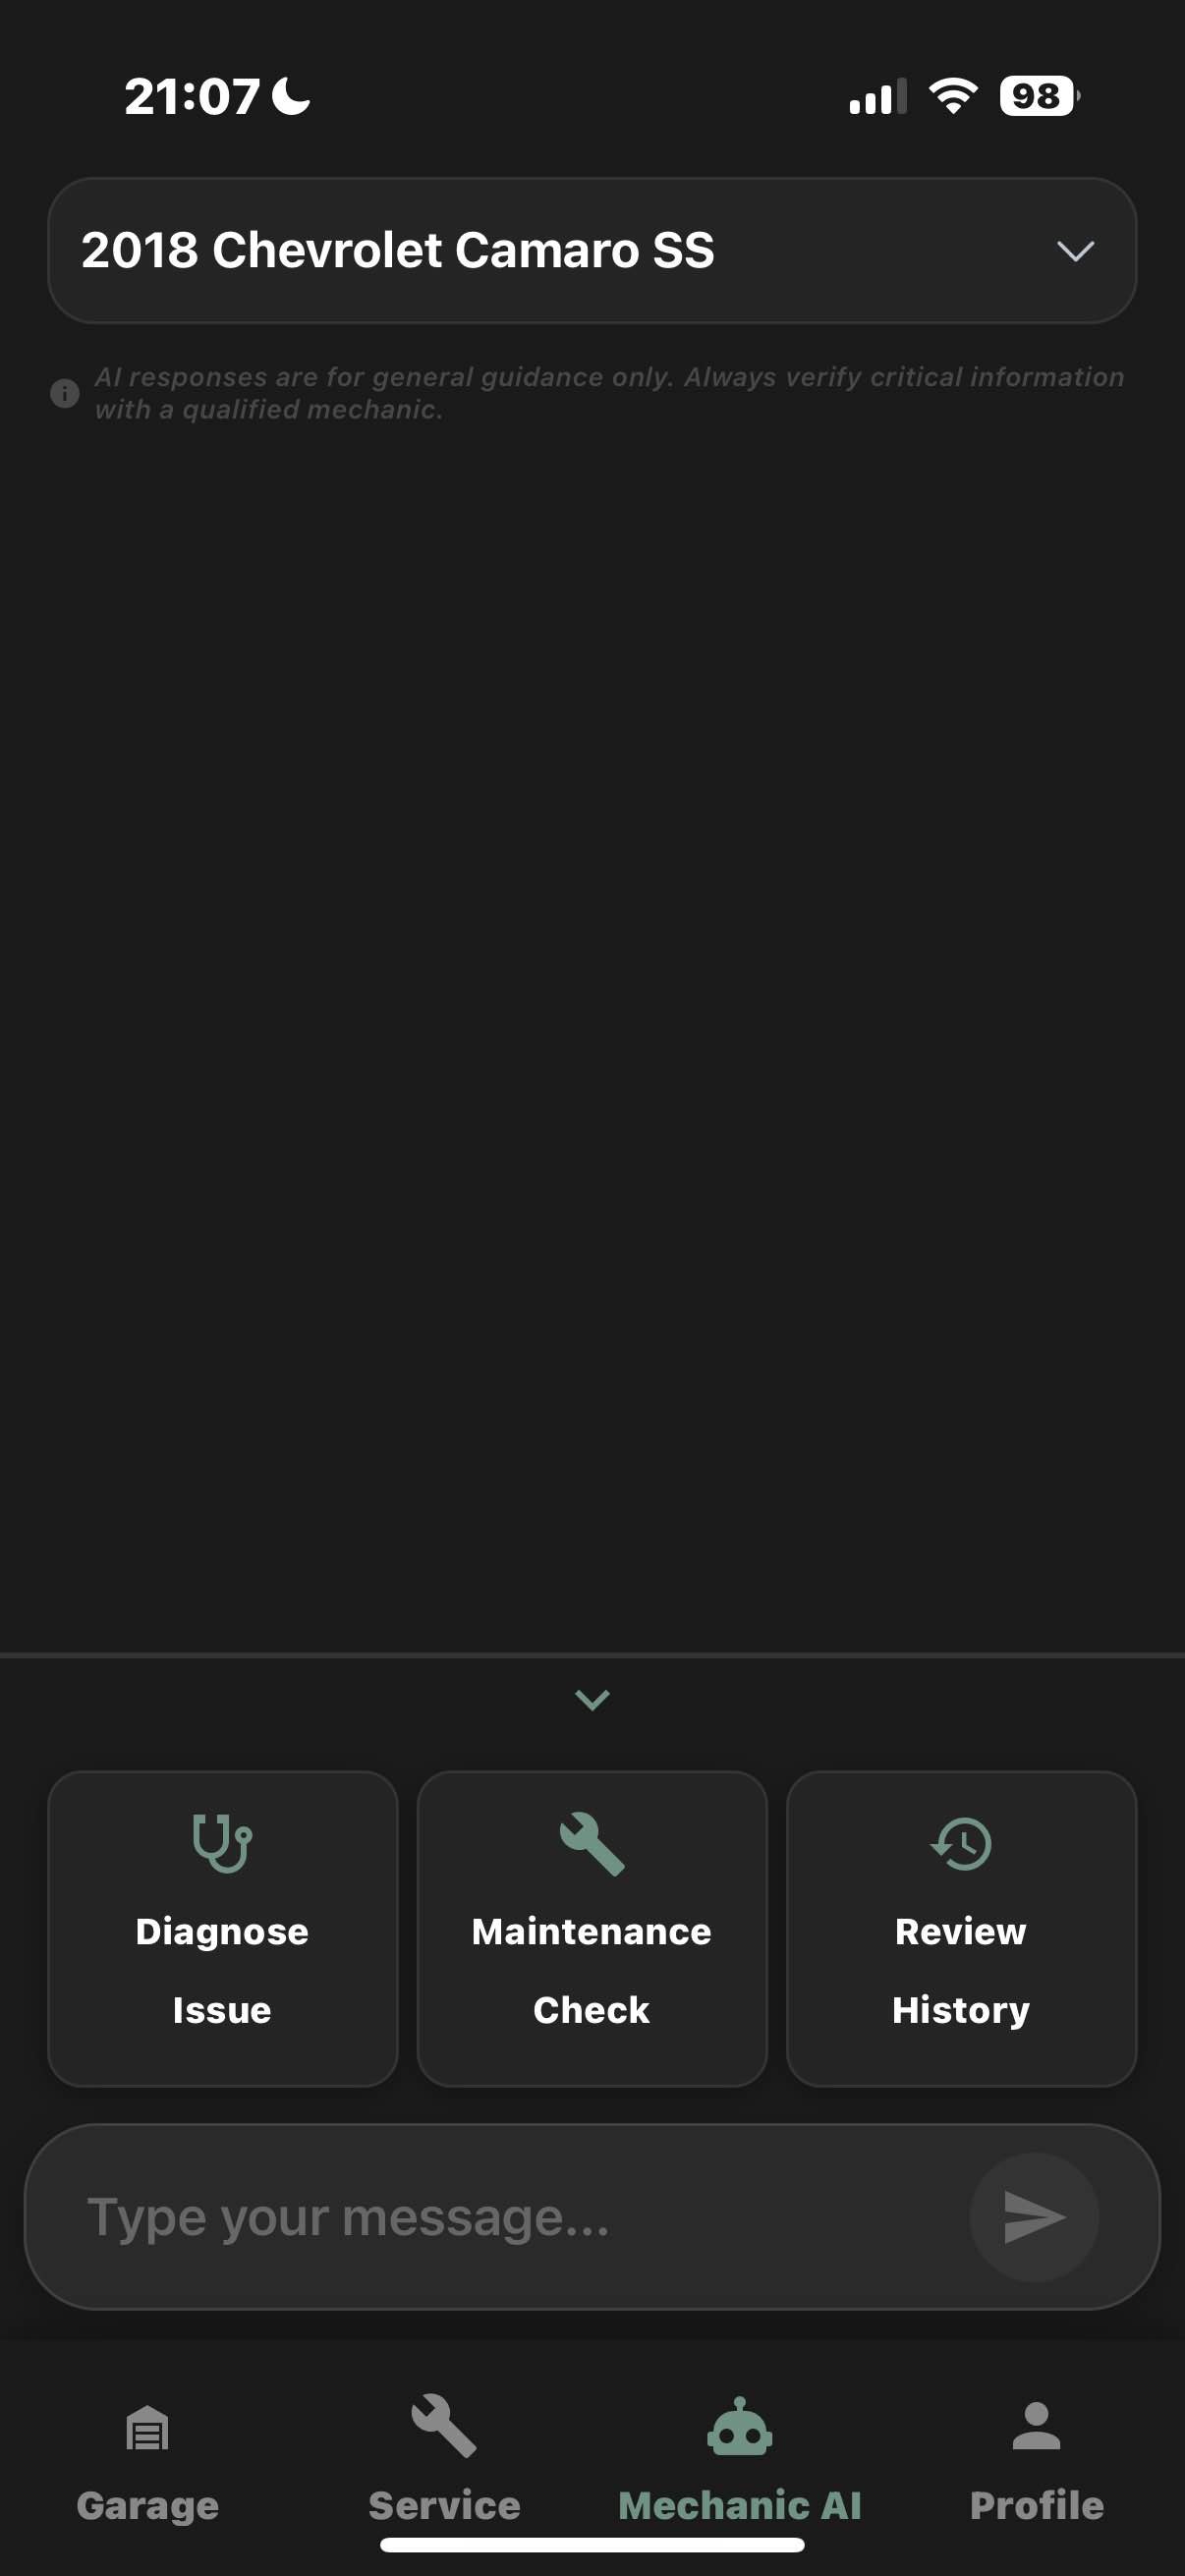 21:07
98
2018 Chevrolet Camaro SS
AI responses are for general guidance only. Always verify critical information
with a qualified mechanic.
Diagnose
Issue
Maintenance
Check
Review
History
Type your message...
Garage
Service
Mechanic AI
Profile